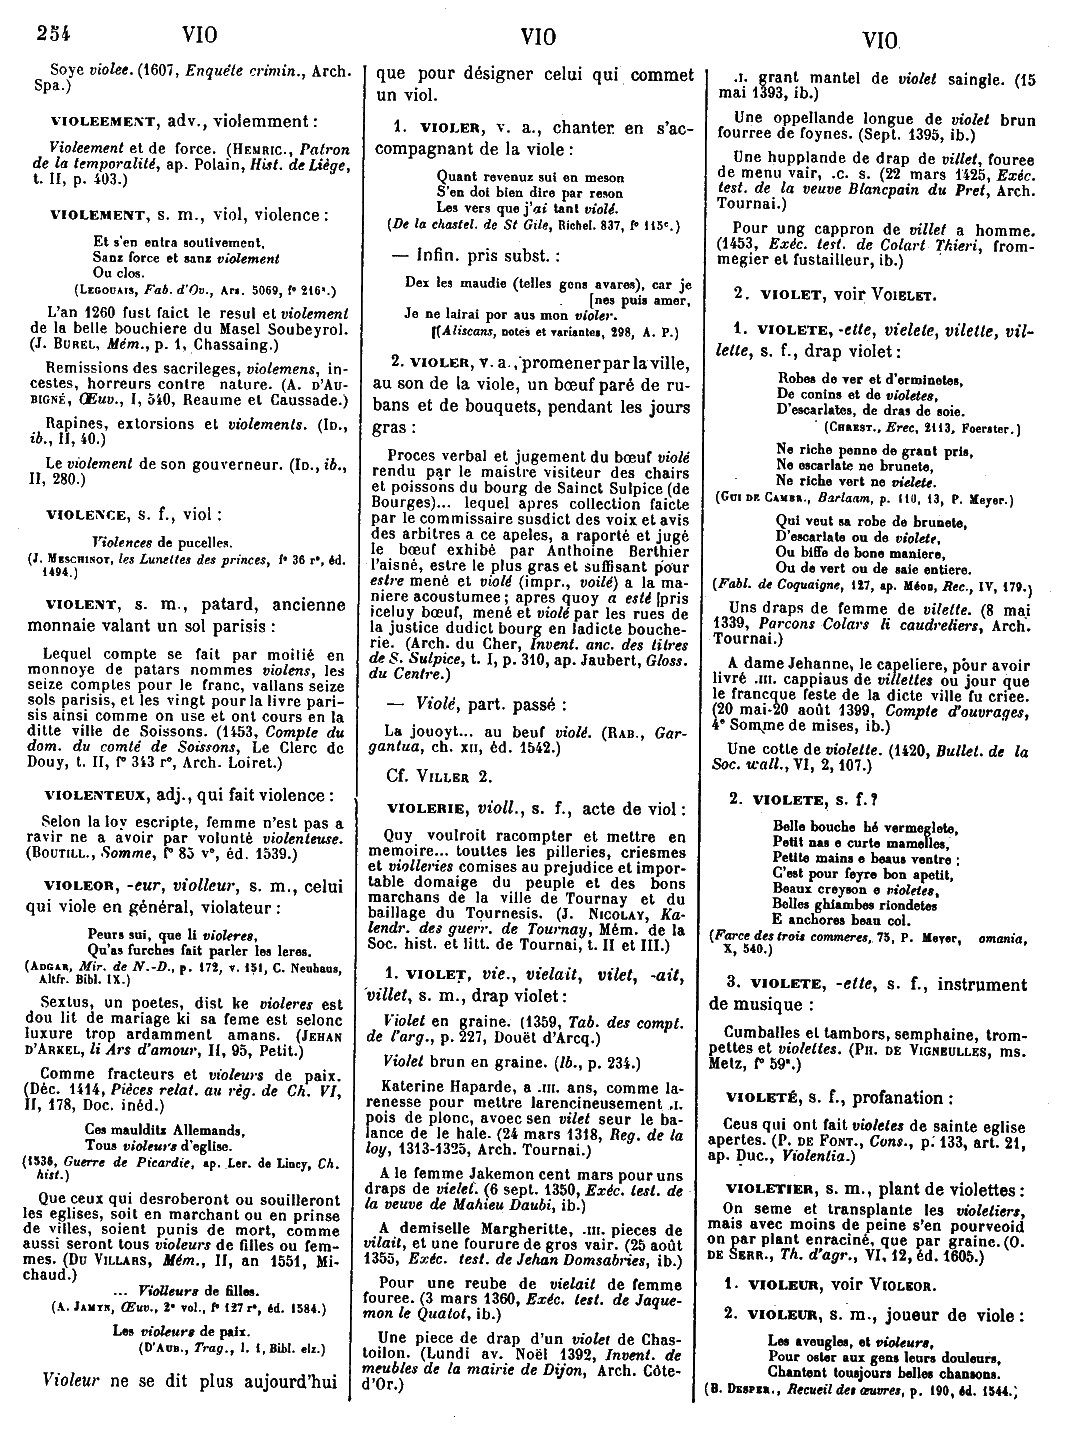 254 VIO VIO VIO
Soye violee. (1607, Enquéte crimin., Arch.
Spa.)
VIOLEEMENT, adv., violemment :
Violeement et de force. (HEMRIC., Patron
de la temporalité, ap. Polain, Hist. de Liège,
t. II, p. 403.)
VIOLEMENT, s. m., viol, violence :
Et s'en entra soutivement,
Sanz force et sanz violement
Ou clos.
(LEGOUAIS, Fab. d'Ov., Ars. 5069, f° 216ᵃ.)
L'an 1260 fust faict le resul et violement
de la belle bouchiere du Masel Soubeyrol.
(J. BUREL, Mém., p. 1, Chassaing.)
Remissions des sacrileges, violemens, in-
cestes, horreurs contre nature. (A. D'AU-
BIGNÉ, Œuv., I, 540, Reaume et Caussade.)
Rapines, extorsions et violements. (ID.,
ib., II, 40.)
Le violement de son gouverneur. (ID., ib.,
II, 280.)
VIOLENCE, s. f., viol :
Violences de pucelles.
(J. MESCHINOT, les Lunettes des princes, f° 36 r°, éd.
1494.)
VIOLENT, s. m., patard, ancienne
monnaie valant un sol parisis :
Lequel compte se fait par moilié en
monnoye de patars nommes violens, les
seize comptes pour le franc, vallans seize
sols parisis, et les vingt pour la livre pari-
sis ainsi comme on use et ont cours en la
ditte ville de Soissons. (1453, Compte du
dom. du comté de Soissons, Le Clerc de
Douy, t. II, f° 343 r°, Arch. Loiret.)
VIOLENTEUX, adj., qui fait violence :
Selon la loy escripte, femme n'est pas a
ravir ne a avoir par volunté violenteuse.
(BOUTILL., Somme, f° 85 v°, éd. 1539.)
VIOLEOR, -eur, violleur, s. m., celui
qui viole en général, violateur :
Peurs sui, que li violeres,
Qu'as furches fait parler les leres.
(ADGAR, Mir. de N.-D., p. 172, v. 151, C. Neuhaus,
Altfr. Bibl. IX.)
Sextus, un poetes, dist ke violeres est
dou lit de mariage ki sa feme est selonc
luxure trop ardamment amans. (JEHAN
D'ARKEL, li Ars d'amour, II, 95, Petit.)
Comme fracteurs et violeurs de paix.
(Déc. 1414, Pièces relat. au règ. de Ch. VI,
II, 178, Doc. inéd.)
Ces maulditz Allemands,
Tous violeurs d'eglise.
(1536, Guerre de Picardie, ap. Ler. de Lincy, Ch.
hist.)
Que ceux qui desroberont ou souilleront
les eglises, soit en marchant ou en prinse
de villes, soient punis de mort, comme
aussi seront tous violeurs de filles ou fem-
mes. (DU VILLARS, Mém., II, an 1551, Mi-
chaud.)
... Violleurs de filles.
(A. JAMYN, Œuv., 2° vol., f° 127 r°, éd. 1584.)
Les violeurs de paix.
(D'AUB., Trag., l. I, Bibl. elz.)
Violeur ne se dit plus aujourd'hui
que pour désigner celui qui commet
un viol.
1. VIOLER, v. a., chanter en s'ac-
compagnant de la viole :
Quant revenuz sui en meson
S'en doi bien dire par reson
Les vers que j'ai tant violé.
(De la chastel. de St Gile, Richel. 837, f° 115ᶜ.)
— Infin. pris subst. :
Dex les maudie (telles gens avares), car je
[nes puis amer,
Je ne lairai por aus mon violer.
(Aliscans, notes et variantes, 298, A. P.)
2. VIOLER, v. a., promener par la ville,
au son de la viole, un bœuf paré de ru-
bans et de bouquets, pendant les jours
gras :
Proces verbal et jugement du bœuf violé
rendu par le maistre visiteur des chairs
et poissons du bourg de Sainct Sulpice (de
Bourges)... lequel apres collection faicte
par le commissaire susdict des voix et avis
des arbitres a ce apeles, a raporté et jugé
le bœuf exhibé par Anthoine Berthier
l'aisné, estre le plus gras et suffisant pour
estre mené et violé (impr., voilé) a la ma-
niere acoustumee ; apres quoy a esté [pris
iceluy bœuf, mené et violé par les rues de
la justice dudict bourg en ladicte bouche-
rie. (Arch. du Cher, Invent. anc. des titres
de S. Sulpice, t. I, p. 310, ap. Jaubert, Gloss.
du Centre.)
— Violé, part. passé :
La jouoyt... au beuf violé. (RAB., Gar-
gantua, ch. XII, éd. 1542.)
Cf. VILLER 2.
VIOLERIE, violl., s. f., acte de viol :
Quy voulroit racompter et mettre en
memoire... touttes les pilleries, criesmes
et violleries comises au prejudice et impor-
table domaige du peuple et des bons
marchans de la ville de Tournay et du
baillage du Tournesis. (J. NICOLAY, Ka-
lendr. des guerr. de Tournay, Mém. de la
Soc. hist. et litt. de Tournai, t. II et III.)
1. VIOLET, vie., vielait, vilet, -ait,
villet, s. m., drap violet :
Violet en graine. (1359, Tab. des compt.
de l'arg., p. 227, Douët d'Arcq.)
Violet brun en graine. (Ib., p. 234.)
Katerine Haparde, a .III. ans, comme la-
renesse pour mettre larencineusement .I.
pois de plonc, avoec sen vilet seur le ba-
lance de le hale. (24 mars 1318, Reg. de la
loy, 1313-1325, Arch. Tournai.)
A le femme Jakemon cent mars pour uns
draps de vielet. (6 sept. 1350, Exéc. test. de
la veuve de Mahieu Daubi, ib.)
A demiselle Margheritte, .III. pieces de
vilait, et une fourure de gros vair. (25 août
1355, Exéc. test. de Jehan Domsabries, ib.)
Pour une reube de vielait de femme
fouree. (3 mars 1360, Exéc. test. de Jaque-
mon le Quatot, ib.)
Une piece de drap d'un violet de Chas-
toilon. (Lundi av. Noël 1392, Invent. de
meubles de la mairie de Dijon, Arch. Côte-
d'Or.)
.I. grant mantel de violet saingle. (15
mai 1393, ib.)
Une oppellande longue de violet brun
fourree de foynes. (Sept. 1395, ib.)
Une hupplande de drap de villet, fouree
de menu vair, .c. s. (22 mars 1425, Exéc.
test. de la veuve Blancpain du Pret, Arch.
Tournai.)
Pour ung cappron de villet a homme.
(1453, Exéc. test. de Colart Thieri, from-
megier et fustailleur, ib.)
2. VIOLET, voir VOIELET.
1. VIOLETE, -ette, vielete, vilette, vil-
lette, s. f., drap violet :
Robes de ver et d'erminetes,
De conins et de violetes,
D'escarlates, de dras de soie.
(CHREST., Erec, 2113, Foerster.)
Ne riche penne de grant pris,
Ne escarlate ne brunete,
Ne riche vert ne vielete.
(GUI DE CAMBR., Barlaam, p. 110, 13, P. Meyer.)
Qui veut sa robe de brunete,
D'escarlate ou de violete,
Ou biffe de bone maniere,
Ou de vert ou de saie entiere.
(Fabl. de Coquaigne, 127, ap. Méon, Rec., IV, 179.)
Uns draps de femme de vilette. (8 mai
1339, Parcons Colars li caudreliers, Arch.
Tournai.)
A dame Jehanne, le capeliere, pour avoir
livré .III. cappiaus de villettes ou jour que
le francque feste de la dicte ville fu criee.
(20 mai-20 août 1399, Compte d'ouvrages,
4° Somme de mises, ib.)
Une cotte de violette. (1420, Bullet. de la
Soc. wall., VI, 2, 107.)
2. VIOLETE, s. f. ?
Belle bouche bé vermeglete,
Petit nas e curte mamelles,
Petite mains e beaus ventre ;
C'est pour feyre bon apetit,
Beaux creyson e violetes,
Belles ghiambes riondetes
E anchores beau col.
(Farce des trois commeres, 75, P. Meyer, omania,
X, 540.)
3. VIOLETE, -ette, s. f., instrument
de musique :
Cumballes et tambors, semphaine, trom-
pettes et violettes. (PH. DE VIGNEULLES, ms.
Metz, f° 59ᵃ.)
VIOLETÉ, s. f., profanation :
Ceus qui ont fait violetes de sainte eglise
apertes. (P. DE FONT., Cons., p. 133, art. 21,
ap. Duc., Violentia.)
VIOLETIER, s. m., plant de violettes :
On seme et transplante les violetiers,
mais avec moins de peine s'en pourveoid
on par plant enraciné, que par graine. (O.
DE SERR., Th. d'agr., VI, 12, éd. 1605.)
1. VIOLEUR, voir VIOLEOR.
2. VIOLEUR, s. m., joueur de viole :
Les aveugles, et violeurs,
Pour oster aux gens leurs douleurs,
Chantent tousjours belles chansons.
(B. DESPER., Recueil des œuvres, p. 190, éd. 1544.)